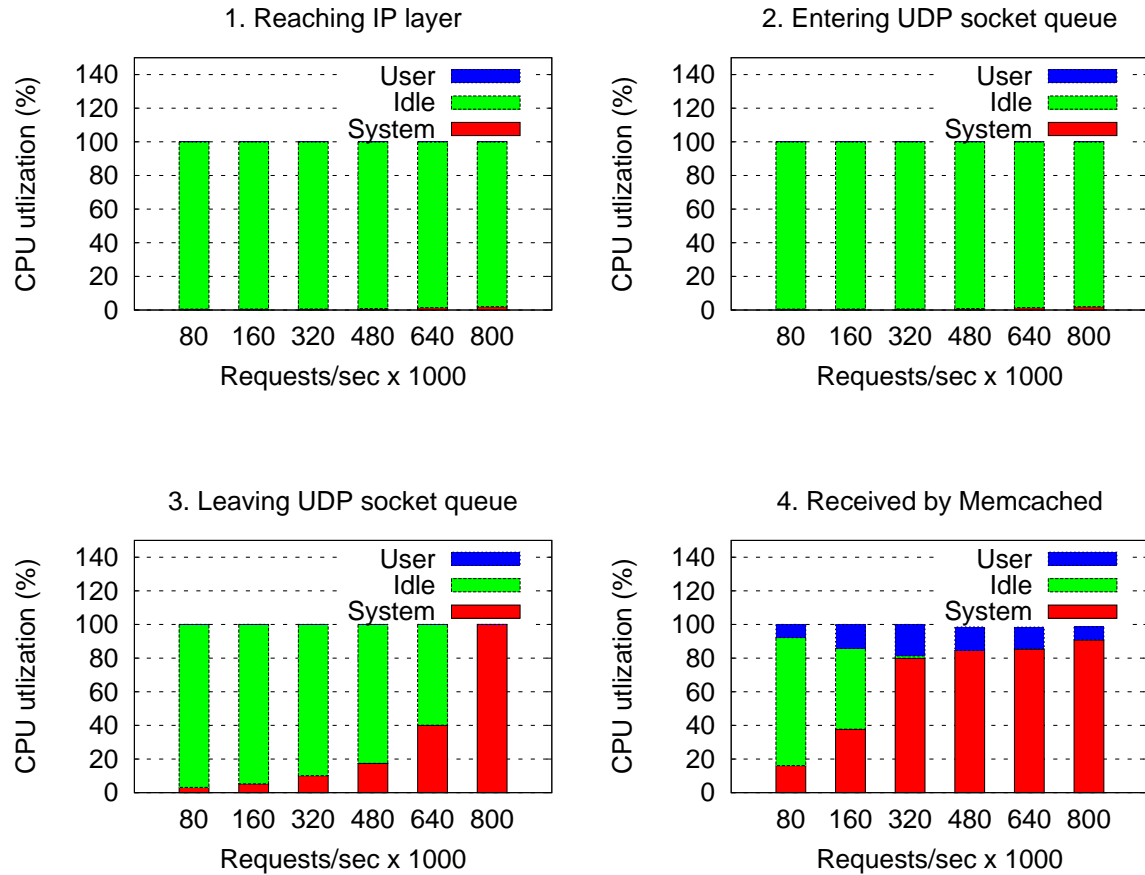 1. Reaching IP layer
CPU utlization (%)
140
120
100
80
60
40
20
0
User
Idle
System
80 160 320 480 640 800
Requests/sec x 1000
2. Entering UDP socket queue
CPU utlization (%)
140
120
100
80
60
40
20
0
User
Idle
System
80 160 320 480 640 800
Requests/sec x 1000
3. Leaving UDP socket queue
CPU utlization (%)
140
120
100
80
60
40
20
0
User
Idle
System
80 160 320 480 640 800
Requests/sec x 1000
4. Received by Memcached
CPU utlization (%)
140
120
100
80
60
40
20
0
User
Idle
System
80 160 320 480 640 800
Requests/sec x 1000